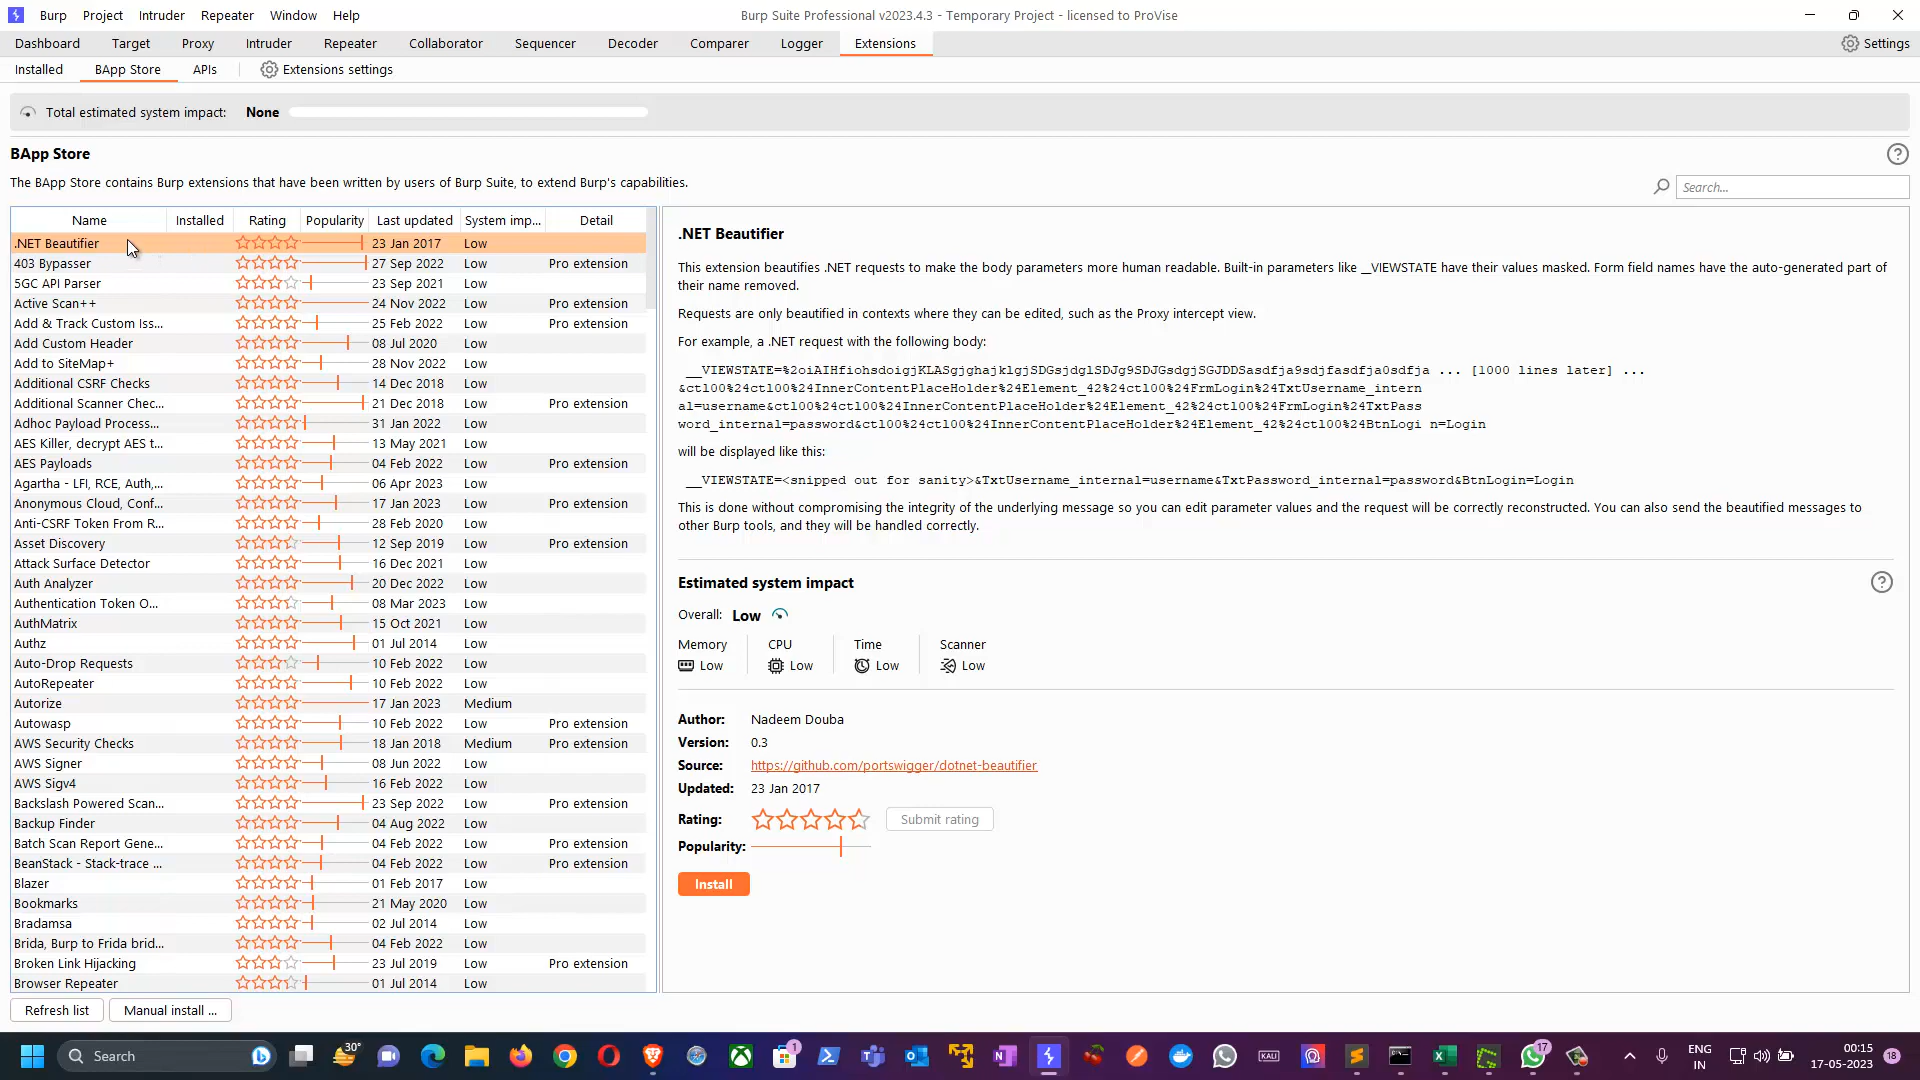 Burp Project Intruder Repeater Window Help
Burp Suite Professional v2023.4.3 - Temporary Project - licensed to ProVise
Dashboard Target Proxy Intruder Repeater Collaborator Sequencer Decoder Comparer Logger Extensions Settings
Installed BApp Store APIs Extensions settings
Total estimated system impact: None
BApp Store
The BApp Store contains Burp extensions that have been written by users of Burp Suite, to extend Burp's capabilities.
Search...
Name Installed Rating Popularity Last updated System imp... Detail
.NET Beautifier 23 Jan 2017 Low
403 Bypasser 27 Sep 2022 Low Pro extension
5GC API Parser 23 Sep 2021 Low
Active Scan++ 24 Nov 2022 Low Pro extension
Add & Track Custom Iss... 25 Feb 2022 Low Pro extension
Add Custom Header 08 Jul 2020 Low
Add to SiteMap+ 28 Nov 2022 Low
Additional CSRF Checks 14 Dec 2018 Low
Additional Scanner Chec... 21 Dec 2018 Low Pro extension
Adhoc Payload Process... 31 Jan 2022 Low
AES Killer, decrypt AES t... 13 May 2021 Low
AES Payloads 04 Feb 2022 Low Pro extension
Agartha - LFI, RCE, Auth,... 06 Apr 2023 Low
Anonymous Cloud, Conf... 17 Jan 2023 Low Pro extension
Anti-CSRF Token From R... 28 Feb 2020 Low
Asset Discovery 12 Sep 2019 Low Pro extension
Attack Surface Detector 16 Dec 2021 Low
Auth Analyzer 20 Dec 2022 Low
Authentication Token O... 08 Mar 2023 Low
AuthMatrix 15 Oct 2021 Low
Authz 01 Jul 2014 Low
Auto-Drop Requests 10 Feb 2022 Low
AutoRepeater 10 Feb 2022 Low
Autorize 17 Jan 2023 Medium
Autowasp 10 Feb 2022 Low Pro extension
AWS Security Checks 18 Jan 2018 Medium Pro extension
AWS Signer 08 Jun 2022 Low
AWS Sigv4 16 Feb 2022 Low
Backslash Powered Scan... 23 Sep 2022 Low Pro extension
Backup Finder 04 Aug 2022 Low
Batch Scan Report Gene... 04 Feb 2022 Low Pro extension
BeanStack - Stack-trace ... 04 Feb 2022 Low Pro extension
Blazer 01 Feb 2017 Low
Bookmarks 21 May 2020 Low
Bradamsa 02 Jul 2014 Low
Brida, Burp to Frida brid... 04 Feb 2022 Low
Broken Link Hijacking 23 Jul 2019 Low Pro extension
Browser Repeater 01 Jul 2014 Low
Refresh list Manual install ...
.NET Beautifier
This extension beautifies .NET requests to make the body parameters more human readable. Built-in parameters like __VIEWSTATE have their values masked. Form field names have the auto-generated part of
their name removed.
Requests are only beautified in contexts where they can be edited, such as the Proxy intercept view.
For example, a .NET request with the following body:
__VIEWSTATE=%2oiAIHfiohsdoigjKLASgjghajklgjSDGsjdglSDJg9SDJGsdgjSGJDDSasdfja9sdjfasdfja0sdfja ... [1000 lines later] ...
&ctl00%24ctl00%24InnerContentPlaceHolder%24Element_42%24ctl00%24FrmLogin%24TxtUsername_intern
al=username&ctl00%24ctl00%24InnerContentPlaceHolder%24Element_42%24ctl00%24FrmLogin%24TxtPass
word_internal=password&ctl00%24ctl00%24InnerContentPlaceHolder%24Element_42%24ctl00%24BtnLogi n=Login
will be displayed like this:
__VIEWSTATE=<snipped out for sanity>&TxtUsername_internal=username&TxtPassword_internal=password&BtnLogin=Login
This is done without compromising the integrity of the underlying message so you can edit parameter values and the request will be correctly reconstructed. You can also send the beautified messages to
other Burp tools, and they will be handled correctly.
Estimated system impact
Overall: Low
Memory CPU Time Scanner
Low Low Low Low
Author: Nadeem Douba
Version: 0.3
Source: https://github.com/portswigger/dotnet-beautifier
Updated: 23 Jan 2017
Rating: Submit rating
Popularity:
Install
Search 30° 1 KALI 17 ENG 00:15
IN 17-05-2023 18